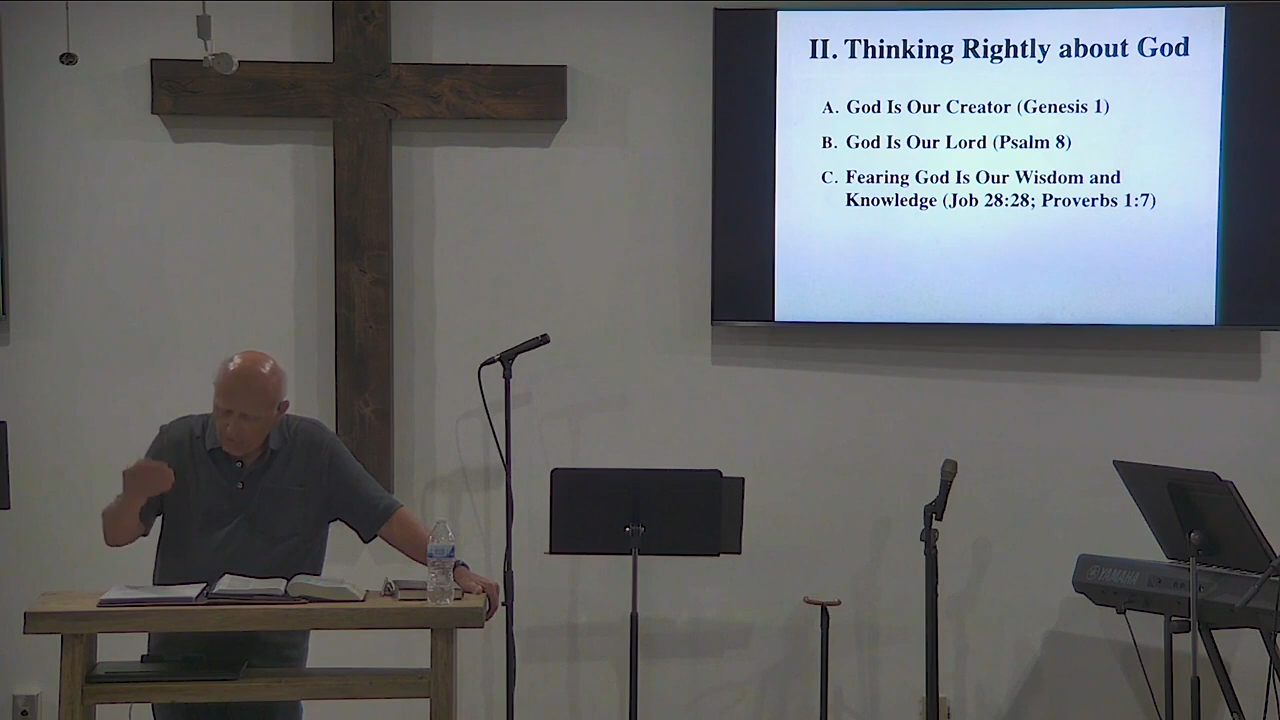 II. Thinking Rightly about God
A. God Is Our Creator (Genesis 1)
B. God Is Our Lord (Psalm 8)
C. Fearing God Is Our Wisdom and
Knowledge (Job 28:28; Proverbs 1:7)
YAMAHA